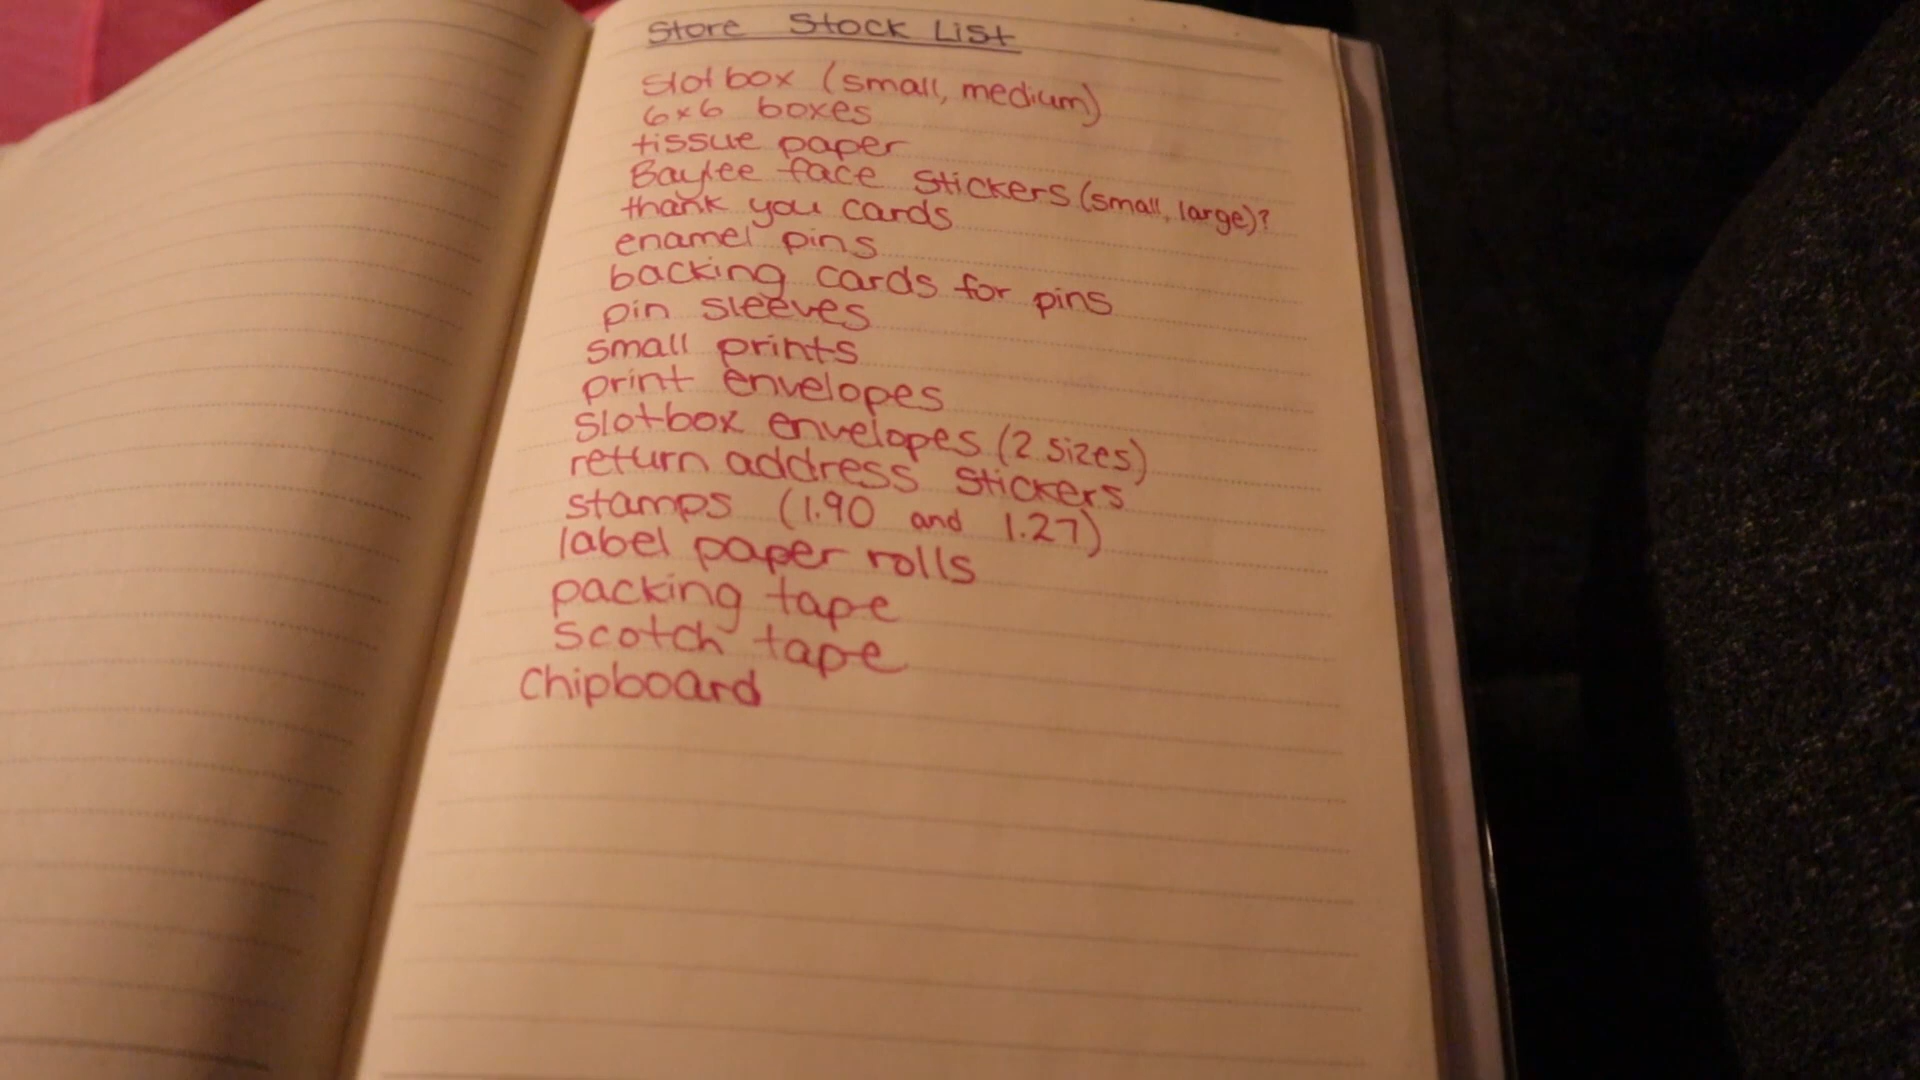 Store Stock List
slot box (small, medium)
6x6 boxes
tissue paper
Baylee face stickers (small, large)?
thank you cards
enamel pins
backing cards for pins
pin sleeves
small prints
print envelopes
slotbox envelopes (2 sizes)
return address stickers
stamps (1.90 and 1.27)
label paper rolls
packing tape
scotch tape
chipboard